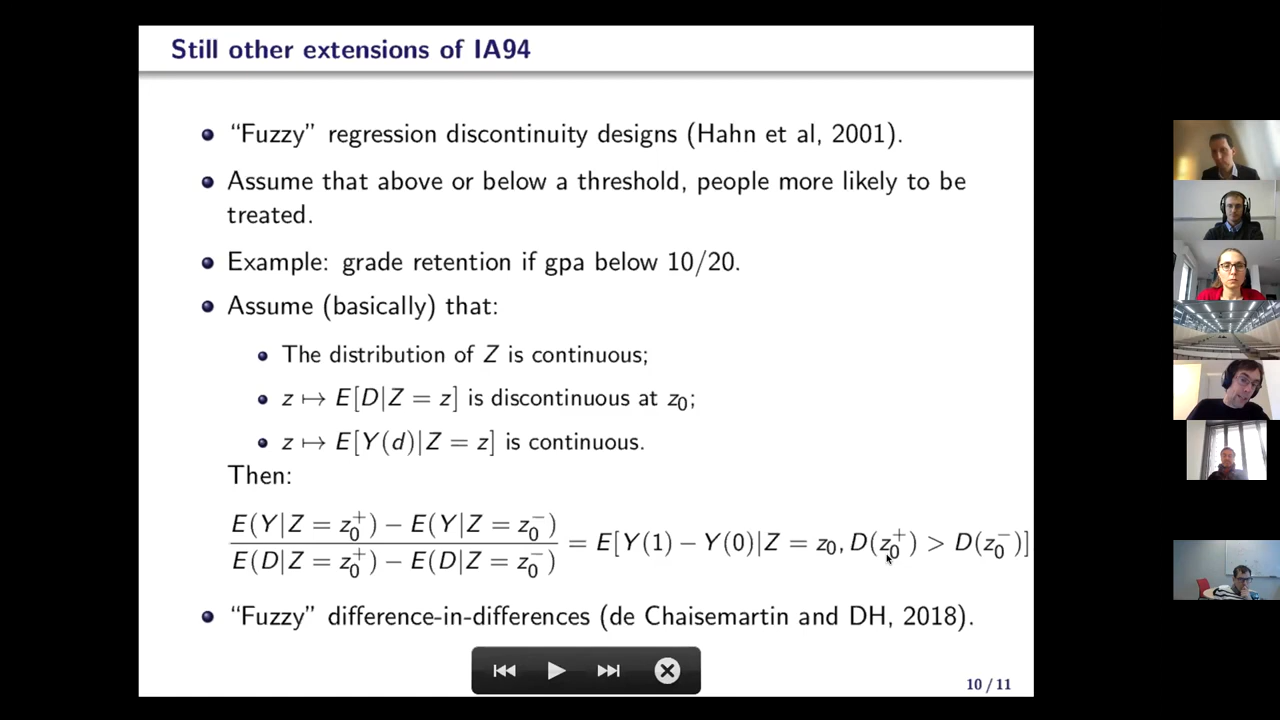 Still other extensions of IA94
“Fuzzy” regression discontinuity designs (Hahn et al, 2001).
Assume that above or below a threshold, people more likely to be
treated.
Example: grade retention if gpa below 10/20.
Assume (basically) that:
The distribution of Z is continuous;
z ↦ E[D|Z = z] is discontinuous at z₀;
z ↦ E[Y(d)|Z = z] is continuous.
Then:
E(Y|Z = z₀⁺) − E(Y|Z = z₀⁻)
E(D|Z = z₀⁺) − E(D|Z = z₀⁻)
= E[Y(1) − Y(0)|Z = z₀, D(z₀⁺) > D(z₀⁻)]
“Fuzzy” difference-in-differences (de Chaisemartin and DH, 2018).
10 / 11